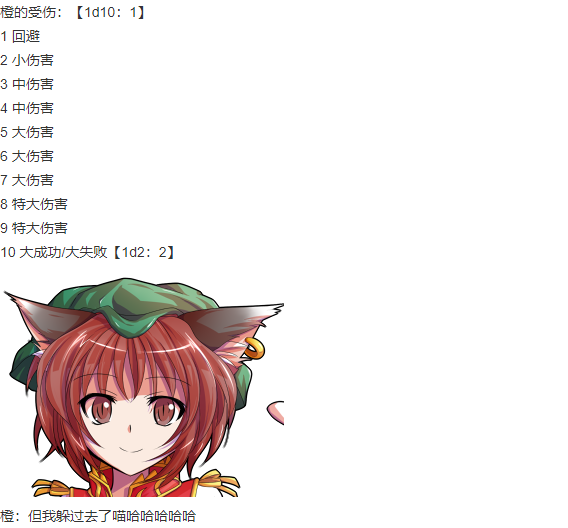 橙的受伤：【1d10：1】
1 回避
2 小伤害
3 中伤害
4 中伤害
5 大伤害
6 大伤害
7 大伤害
8 特大伤害
9 特大伤害
10 大成功/大失败【1d2：2】
橙：但我躲过去了喵哈哈哈哈哈